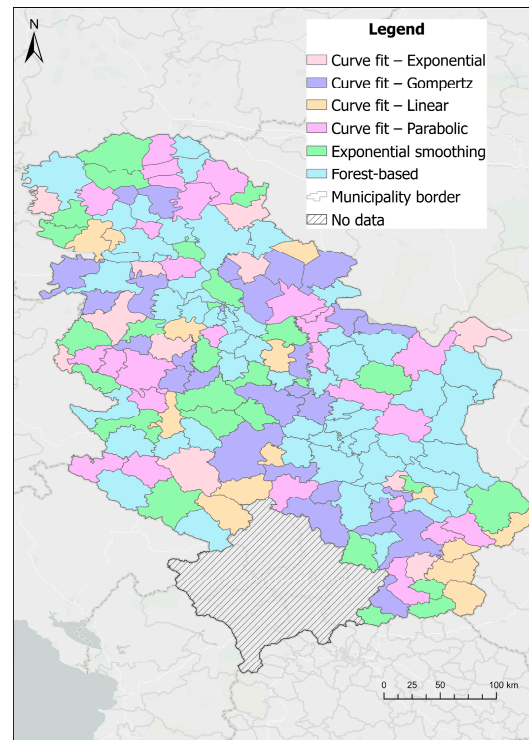 N
Legend
Curve fit – Exponential
Curve fit – Gompertz
Curve fit – Linear
Curve fit – Parabolic
Exponential smoothing
Forest-based
Municipality border
No data
0 25 50 100 km